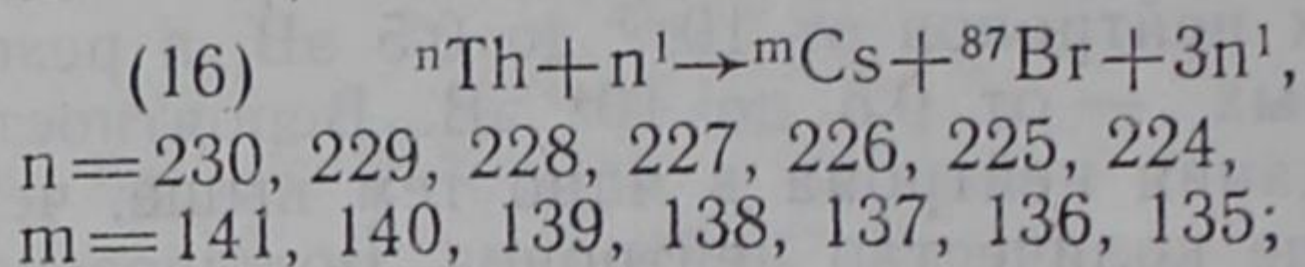 (16) ⁿTh+n¹→ᵐCs+⁸⁷Br+3n¹,
n=230, 229, 228, 227, 226, 225, 224,
m=141, 140, 139, 138, 137, 136, 135;